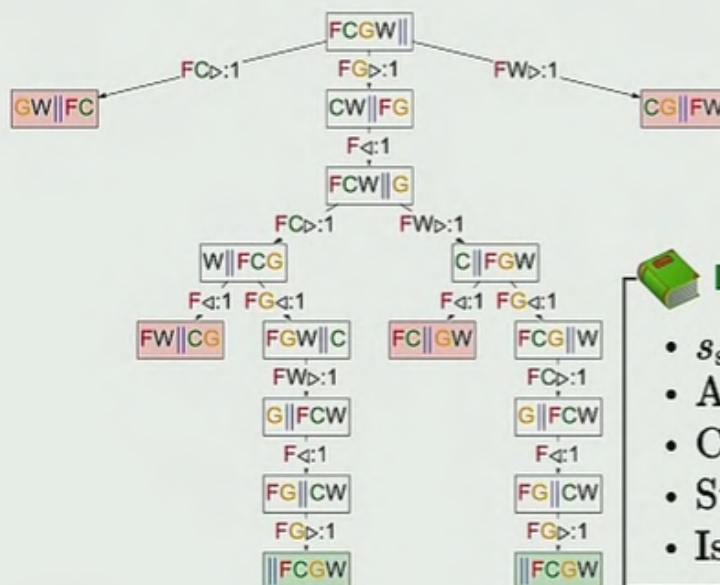 FCGW||
FC▷:1 FG▷:1 FW▷:1
GW||FC CW||FG CG||FW
F◁:1
FCW||G
FC▷:1 FW▷:1
W||FCG C||FGW
F◁:1 FG◁:1 F◁:1 FG◁:1
FW||CG FGW||C FC||GW FCG||W
FW▷:1 FC▷:1
G||FCW G||FCW
F◁:1 F◁:1
FG||CW FG||CW
FG▷:1 FG▷:1
||FCGW ||FCGW